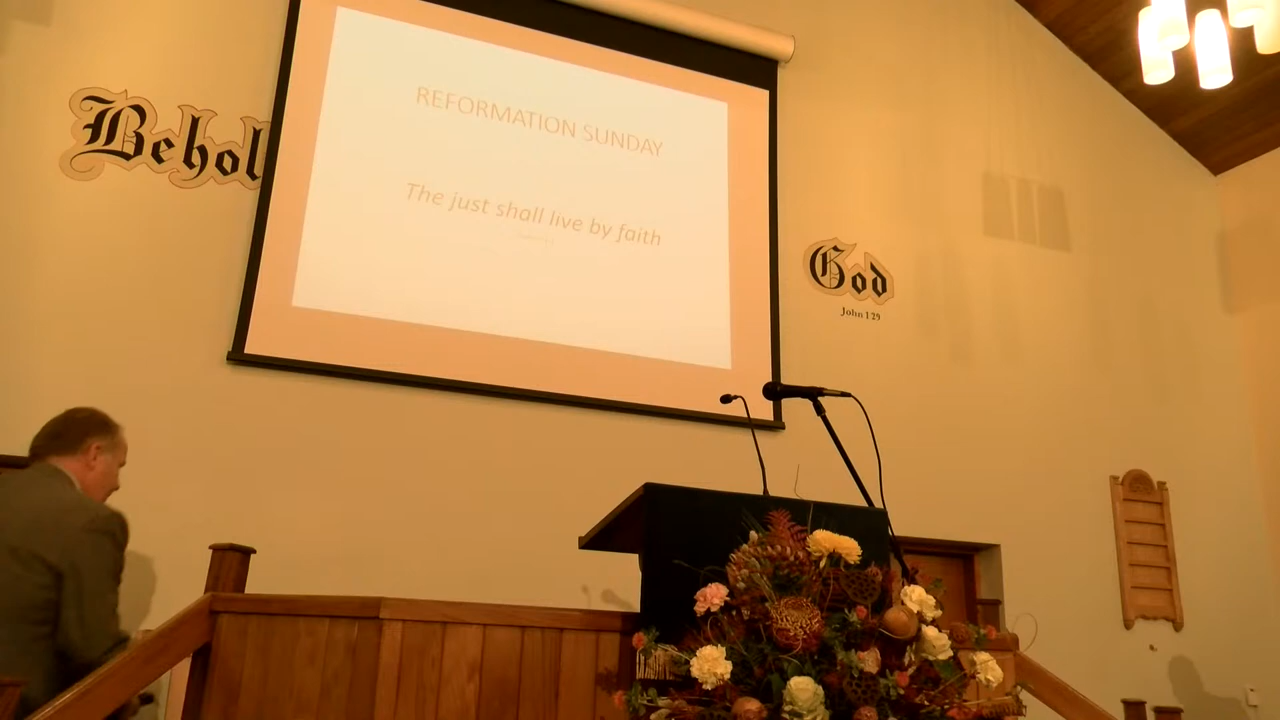 Behol
REFORMATION SUNDAY
The just shall live by faith
God
John 1 29